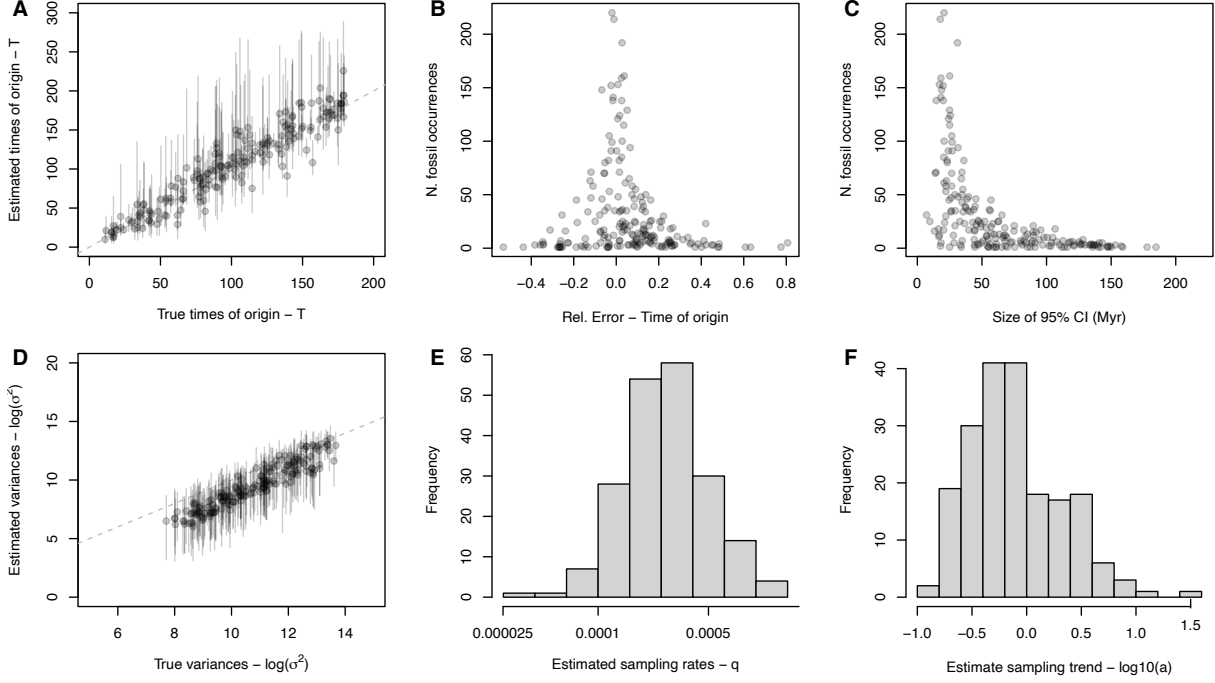 A
Estimated times of origin – T
0 50 100 150 200 250 300
0 50 100 150 200
True times of origin – T
B
N. fossil occurrences
0 50 100 150 200
−0.4 −0.2 0.0 0.2 0.4 0.6 0.8
Rel. Error – Time of origin
C
N. fossil occurrences
0 50 100 150 200
0 50 100 150 200
Size of 95% CI (Myr)
D
Estimated variances – log(σ²)
0 5 10 15 20
6 8 10 12 14
True variances – log(σ²)
E
Frequency
0 10 20 30 40 50 60
0.000025 0.0001 0.0005
Estimated sampling rates – q
F
Frequency
0 10 20 30 40
−1.0 −0.5 0.0 0.5 1.0 1.5
Estimate sampling trend – log10(a)